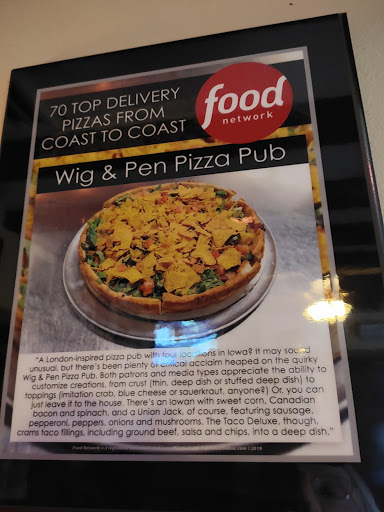 70 TOP DELIVERY
PIZZAS FROM
COAST TO COAST
food
network
Wig & Pen Pizza Pub
"A London-inspired pizza pub with four locations in Iowa? It may sound
unusual, but there's been plenty of critical acclaim heaped on the quirky
Wig & Pen Pizza Pub. Both patrons and media types appreciate the ability to
customize creations, from crust (thin, deep dish or stuffed deep dish) to
toppings (imitation crab, blue cheese or sauerkraut, anyone?) Or, you can
just leave it to the house. There's an Iowan with sweet corn, Canadian
bacon and spinach, and a Union Jack, of course, featuring sausage,
pepperoni, peppers, onions and mushrooms. The Taco Deluxe, though,
crams taco fillings, including ground beef, salsa and chips, into a deep dish."
Food Network is a